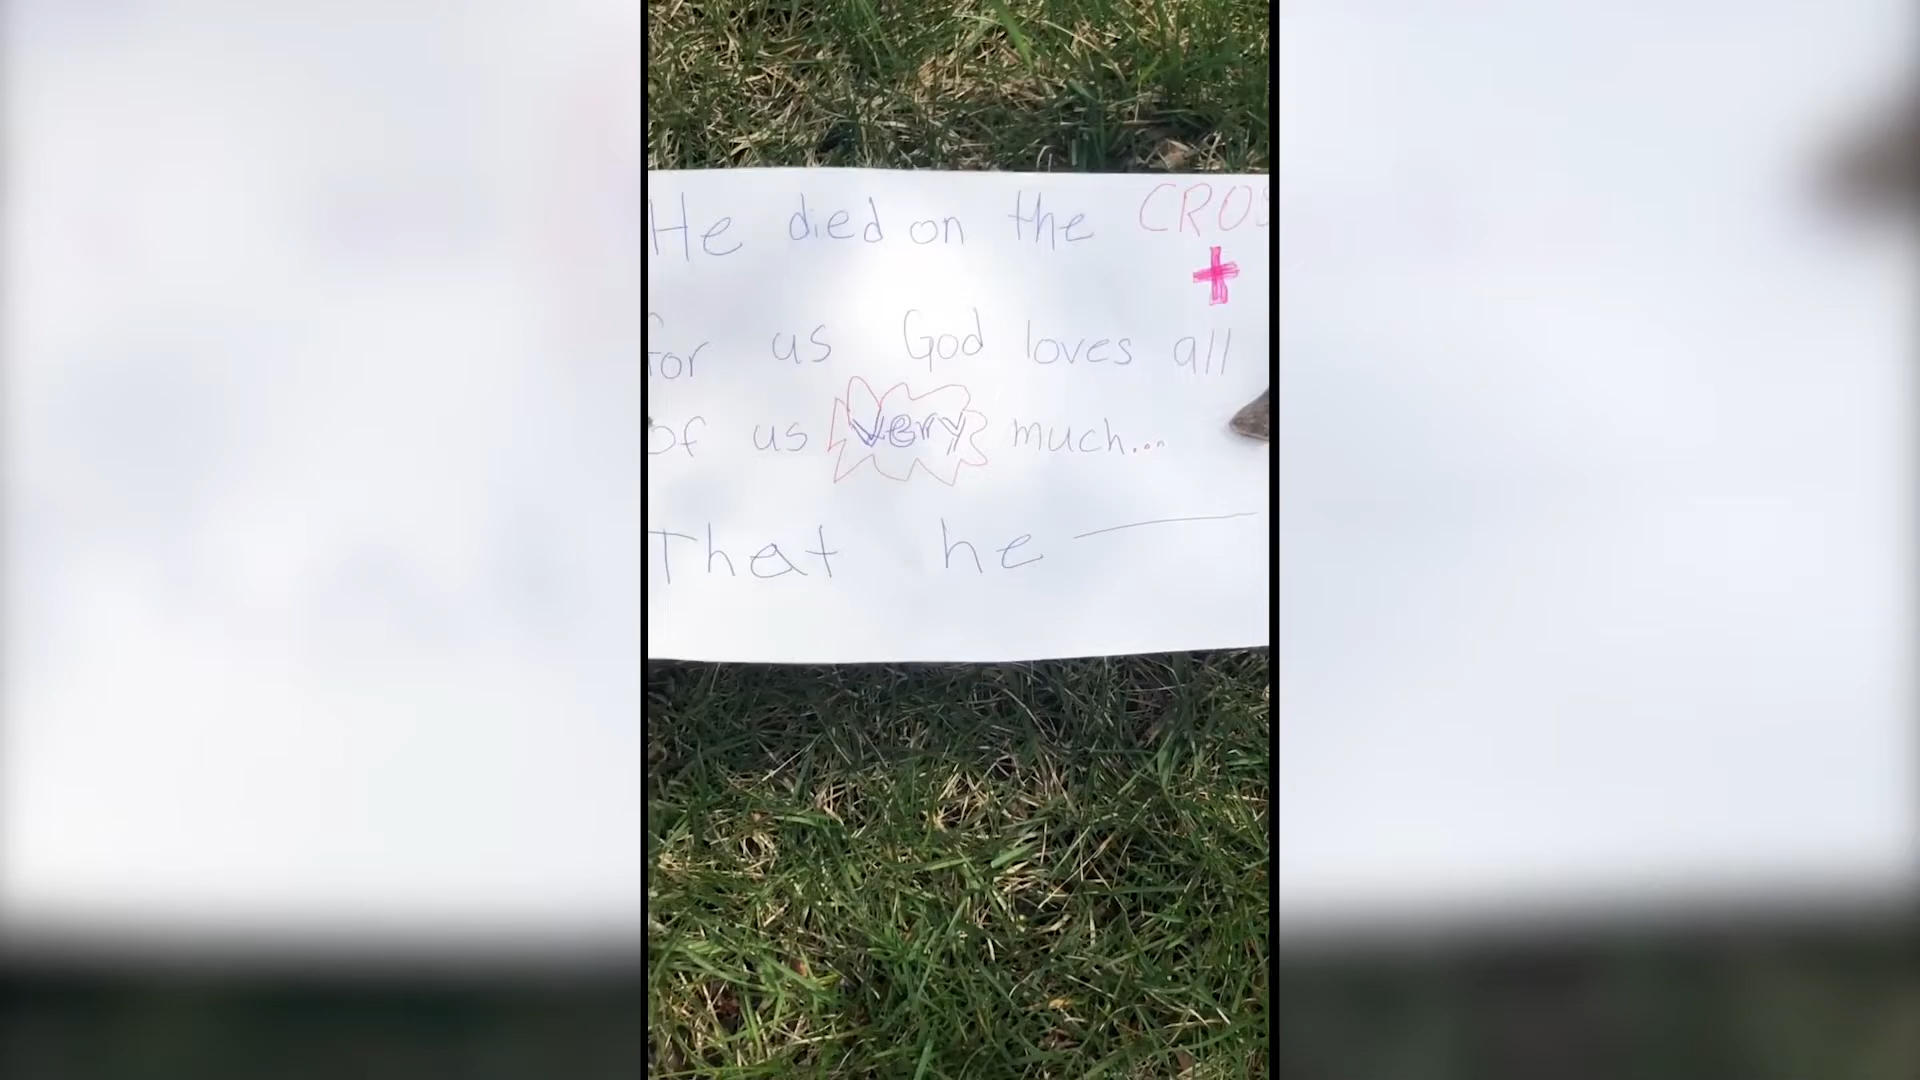 He died on the CROS
for us God loves all
of us very much...
That he